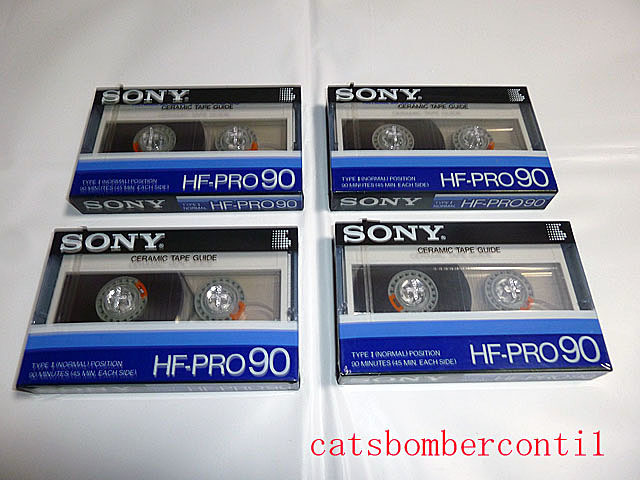 SONY®
CERAMIC TAPE GUIDE
TYPE I (NORMAL) POSITION
90 MINUTES (45 MIN. EACH SIDE)
HF-PRO90
SONY
TYPE I
NORMAL
HF-PRO90
SONY®
CERAMIC TAPE GUIDE
TYPE I (NORMAL) POSITION
90 MINUTES (45 MIN. EACH SIDE)
HF-PRO90
SONY
TYPE I
NORMAL
HF-PRO90
SONY®
CERAMIC TAPE GUIDE
TYPE I (NORMAL) POSITION
90 MINUTES (45 MIN. EACH SIDE)
HF-PRO90
SONY®
CERAMIC TAPE GUIDE
TYPE I (NORMAL) POSITION
90 MINUTES (45 MIN. EACH SIDE)
HF-PRO90
catsbombercontil